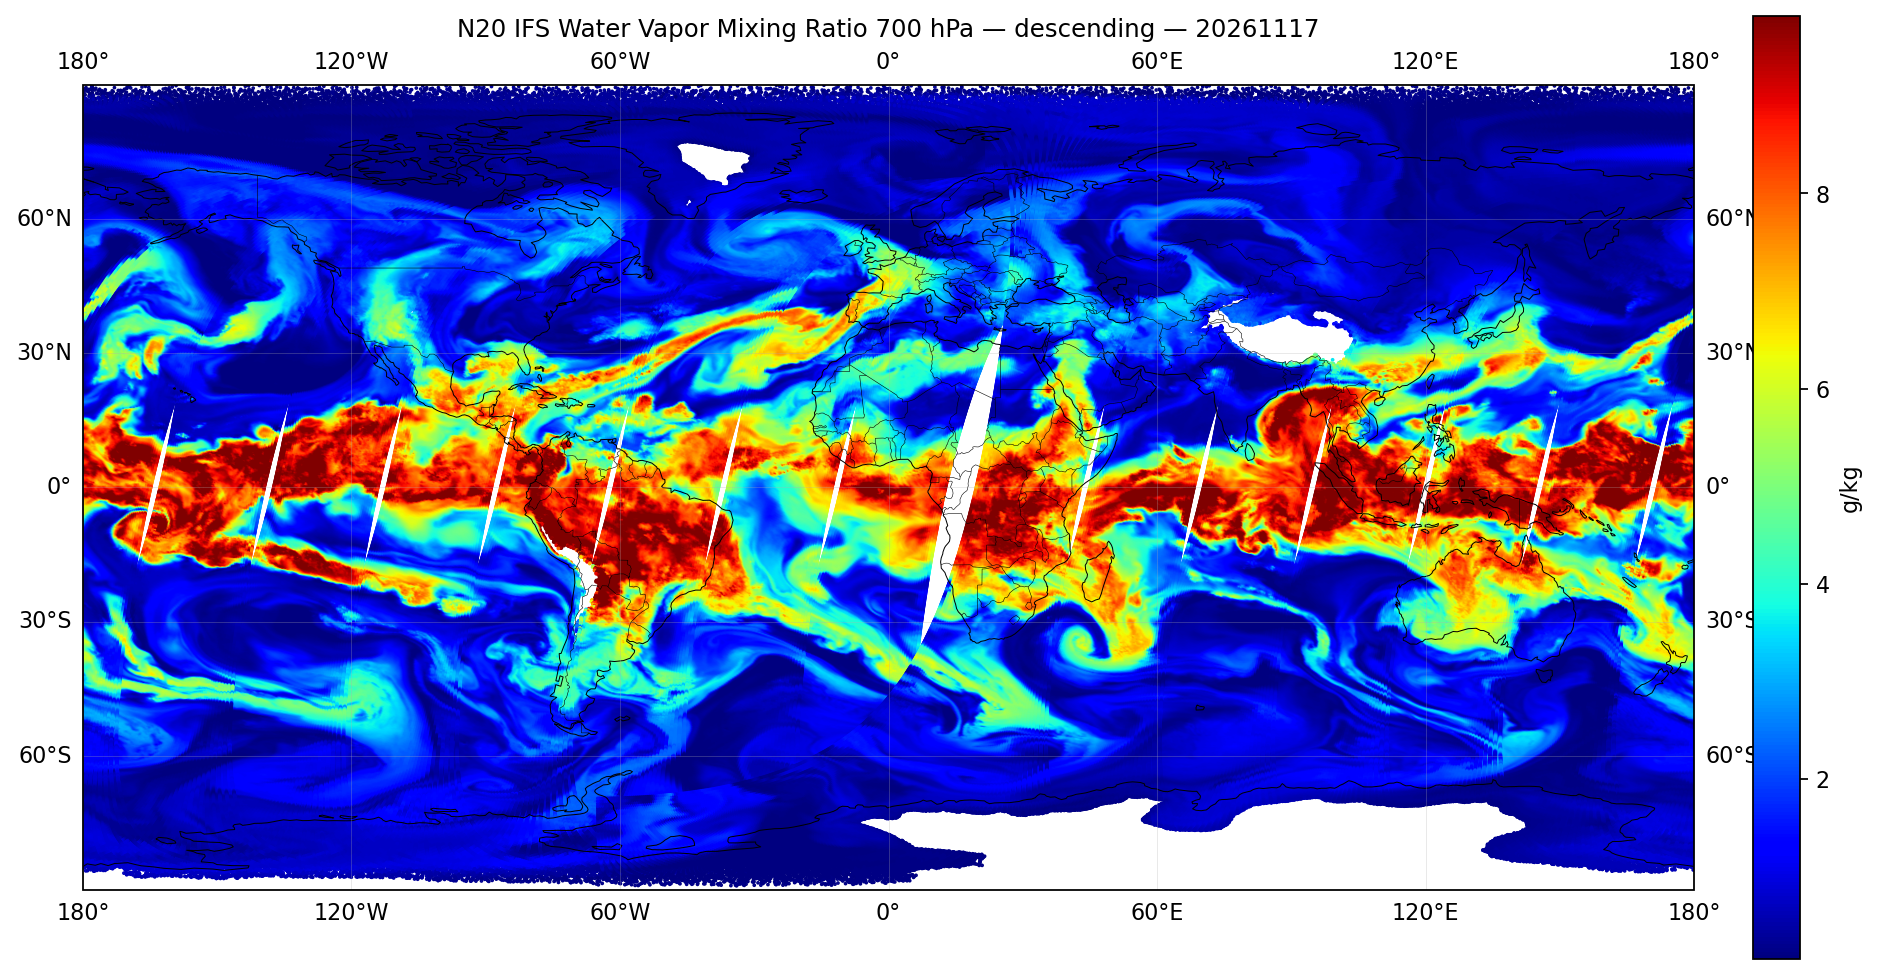 N20 IFS Water Vapor Mixing Ratio 700 hPa — descending — 20261117
180° 120°W 60°W 0° 60°E 120°E 180°
60°N 60°N
30°N 30°N
0° 0°
30°S 30°S
60°S 60°S
180° 120°W 60°W 0° 60°E 120°E 180°
8
6
4
2
g/kg